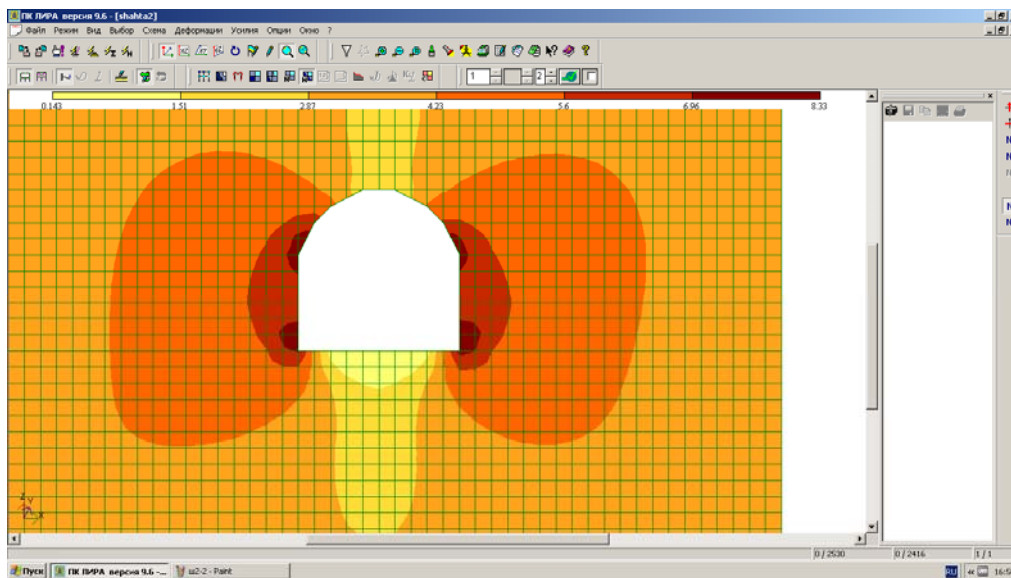 ПК ЛИРА версия 9.6 - [shahta2]
Файл Режим Вид Выбор Схема Деформации Усилия Опции Окно ?
1 2
0.143 1.51 2.87 4.23 5.6 6.96 8.33
Z Y X
0 / 2530 0 / 2416 1 / 1
Пуск ПК ЛИРА версия 9.6 -... ш2-2 - Paint RU «